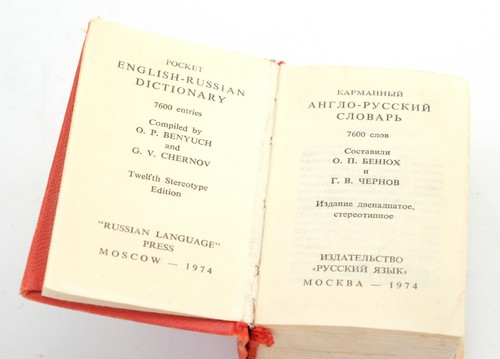 POCKET
ENGLISH-RUSSIAN
DICTIONARY
7600 entries
Compiled by
O. P. BENYUCH
and
G. V. CHERNOV
Twelfth Stereotype
Edition
"RUSSIAN LANGUAGE"
PRESS
MOSCOW — 1974
КАРМАННЫЙ
АНГЛО-РУССКИЙ
СЛОВАРЬ
7600 слов
Составили
О. П. БЕНЮХ
и
Г. В. ЧЕРНОВ
Издание двенадцатое,
стереотипное
ИЗДАТЕЛЬСТВО
«РУССКИЙ ЯЗЫК»
МОСКВА — 1974